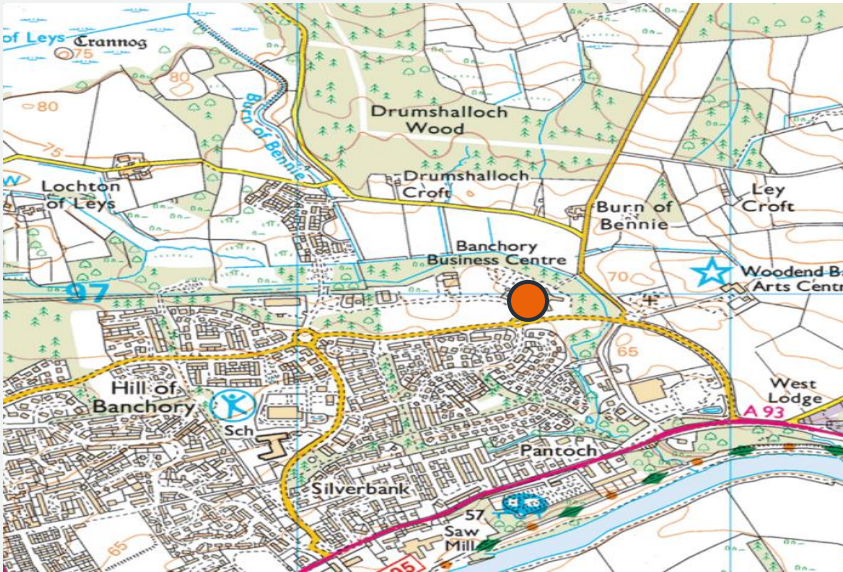 of Leys
Crannog
75
80
80
75
Burn of Bennie
Drumshalloch
Wood
Lochton
of Leys
Drumshalloch
Croft
Ley
Croft
Burn of
Bennie
Banchory
Business Centre
70
Woodend B
Arts Centr
97
65
Hill of
Banchory
West
Lodge
A 93
Sch
Pantoch
Silverbank
57
Saw
Mill
65